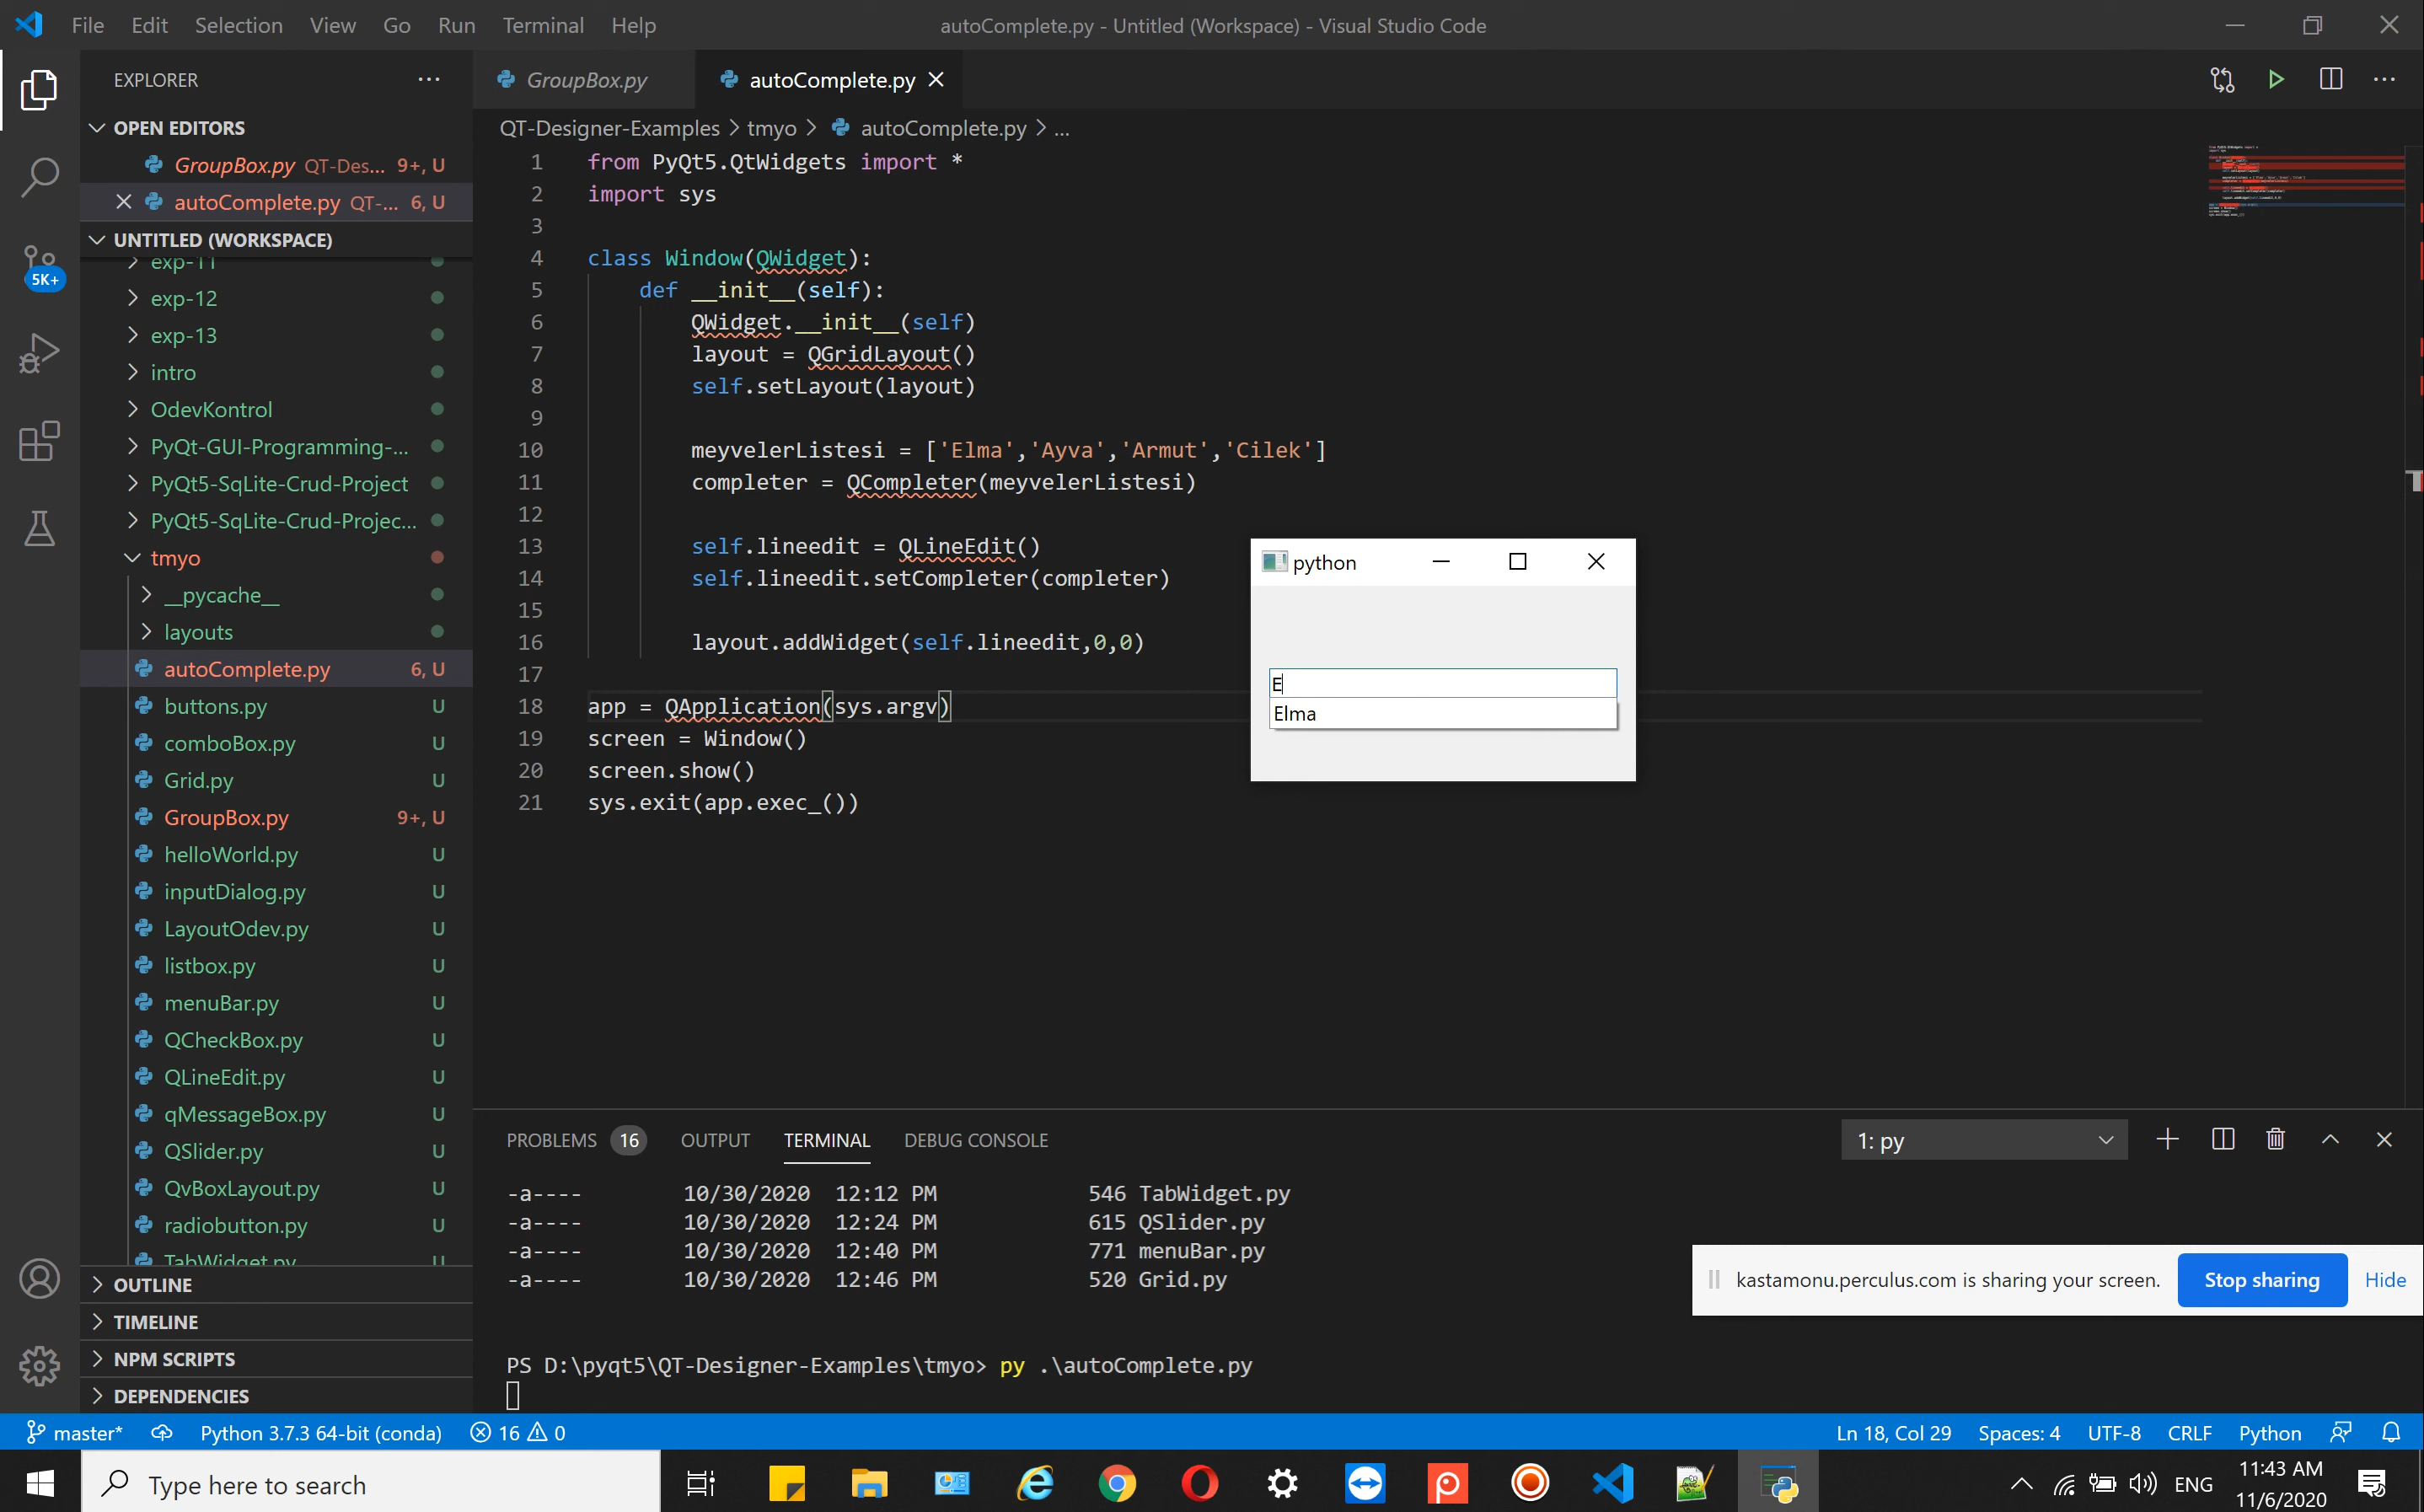 File Edit Selection View Go Run Terminal Help
autoComplete.py - Untitled (Workspace) - Visual Studio Code
EXPLORER
OPEN EDITORS
GroupBox.py QT-Des... 9+, U
autoComplete.py QT-... 6, U
UNTITLED (WORKSPACE)
exp-11
exp-12
exp-13
intro
OdevKontrol
PyQt-GUI-Programming-...
PyQt5-SqLite-Crud-Project
PyQt5-SqLite-Crud-Projec...
tmyo
__pycache__
layouts
autoComplete.py 6, U
buttons.py U
comboBox.py U
Grid.py U
GroupBox.py 9+, U
helloWorld.py U
inputDialog.py U
LayoutOdev.py U
listbox.py U
menuBar.py U
QCheckBox.py U
QLineEdit.py U
qMessageBox.py U
QSlider.py U
QvBoxLayout.py U
radiobutton.py U
TabWidget.py U
OUTLINE
TIMELINE
NPM SCRIPTS
DEPENDENCIES
5K+
GroupBox.py autoComplete.py
QT-Designer-Examples > tmyo > autoComplete.py > ...
1 from PyQt5.QtWidgets import *
2 import sys
3
4 class Window(QWidget):
5 def __init__(self):
6 QWidget.__init__(self)
7 layout = QGridLayout()
8 self.setLayout(layout)
9
10 meyvelerListesi = ['Elma','Ayva','Armut','Cilek']
11 completer = QCompleter(meyvelerListesi)
12
13 self.lineedit = QLineEdit()
14 self.lineedit.setCompleter(completer)
15
16 layout.addWidget(self.lineedit,0,0)
17
18 app = QApplication(sys.argv)
19 screen = Window()
20 screen.show()
21 sys.exit(app.exec_())
python
E
Elma
PROBLEMS 16 OUTPUT TERMINAL DEBUG CONSOLE
1: py
-a---- 10/30/2020 12:12 PM 546 TabWidget.py
-a---- 10/30/2020 12:24 PM 615 QSlider.py
-a---- 10/30/2020 12:40 PM 771 menuBar.py
-a---- 10/30/2020 12:46 PM 520 Grid.py
PS D:\pyqt5\QT-Designer-Examples\tmyo> py .\autoComplete.py
kastamonu.perculus.com is sharing your screen. Stop sharing Hide
master* Python 3.7.3 64-bit (conda) 16 0
Ln 18, Col 29 Spaces: 4 UTF-8 CRLF Python
Type here to search
ENG
11:43 AM
11/6/2020